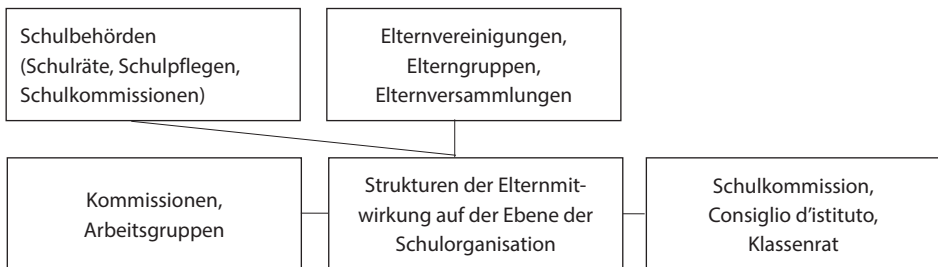 Schulbehörden
(Schulräte, Schulpflegen,
Schulkommissionen)
Elternvereinigungen,
Elterngruppen,
Elternversammlungen
Kommissionen,
Arbeitsgruppen
Strukturen der Elternmit-
wirkung auf der Ebene der
Schulorganisation
Schulkommission,
Consiglio d’istituto,
Klassenrat